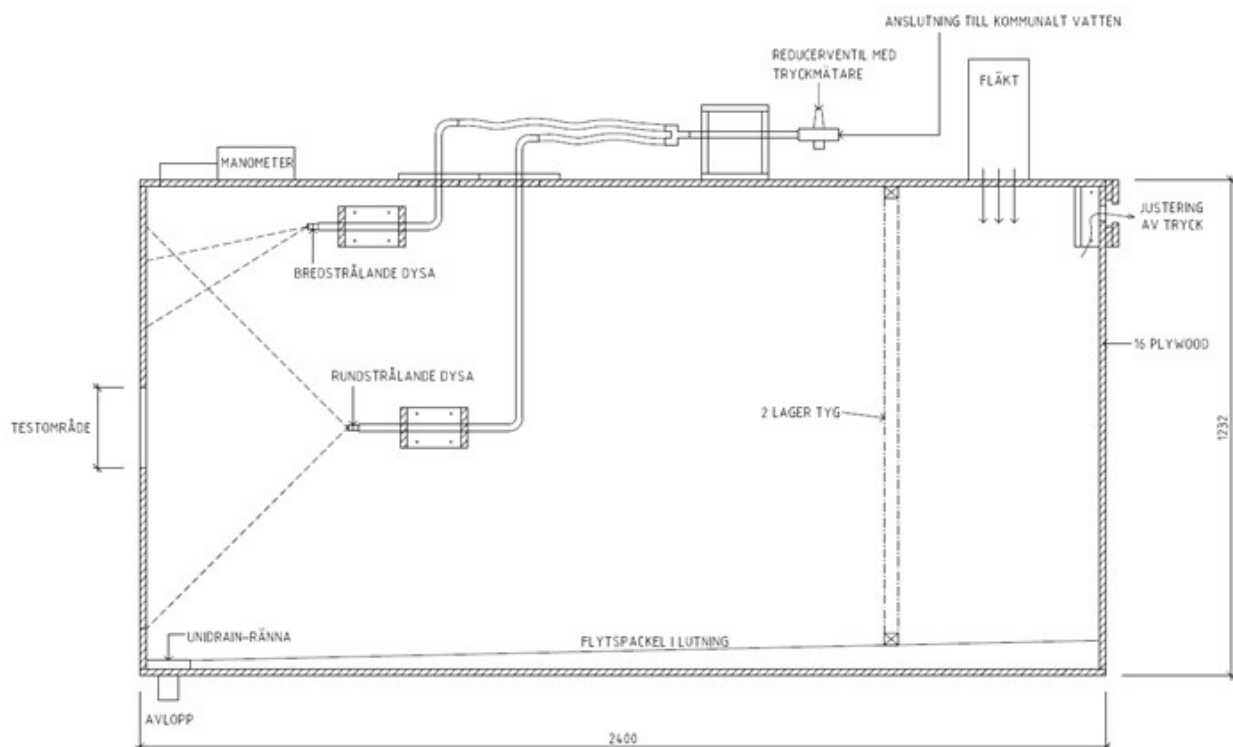 ANSLUTNING TILL KOMMUNALT VATTEN
REDUCERVENTIL MED
TRYCKMÄTARE
FLÄKT
MANOMETER
JUSTERING
AV TRYCK
BREDSTRÅLANDE DYSA
16 PLYWOOD
RUNDSTRÅLANDE DYSA
2 LAGER TYG
TESTOMRÅDE
1232
UNIDRAIN-RÄNNA
FLYTSPACKEL I LUTNING
AVLOPP
2400